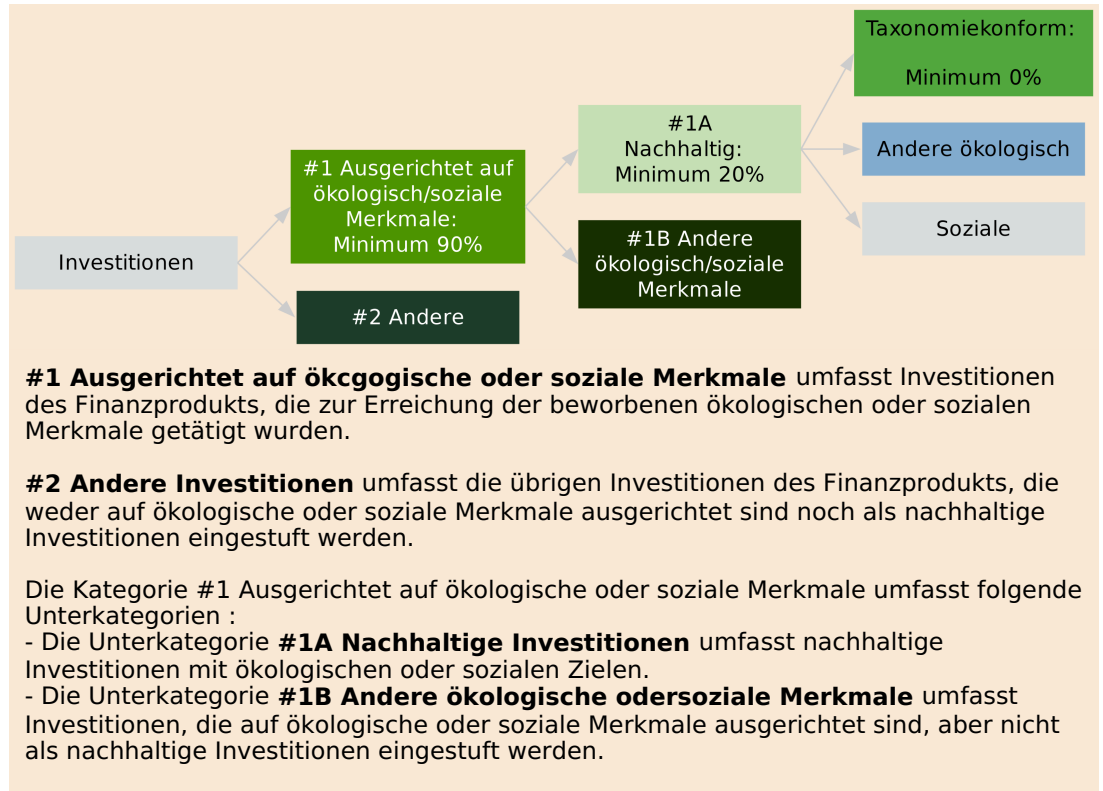 Investitionen
#1 Ausgerichtet auf
ökologisch/soziale
Merkmale:
Minimum 90%
#2 Andere
#1A
Nachhaltig:
Minimum 20%
#1B Andere
ökologisch/soziale
Merkmale
Taxonomiekonform:
Minimum 0%
Andere ökologisch
Soziale
#1 Ausgerichtet auf ökcgogische oder soziale Merkmale umfasst Investitionen
des Finanzprodukts, die zur Erreichung der beworbenen ökologischen oder sozialen
Merkmale getätigt wurden.
#2 Andere Investitionen umfasst die übrigen Investitionen des Finanzprodukts, die
weder auf ökologische oder soziale Merkmale ausgerichtet sind noch als nachhaltige
Investitionen eingestuft werden.
Die Kategorie #1 Ausgerichtet auf ökologische oder soziale Merkmale umfasst folgende
Unterkategorien :
- Die Unterkategorie #1A Nachhaltige Investitionen umfasst nachhaltige
Investitionen mit ökologischen oder sozialen Zielen.
- Die Unterkategorie #1B Andere ökologische odersoziale Merkmale umfasst
Investitionen, die auf ökologische oder soziale Merkmale ausgerichtet sind, aber nicht
als nachhaltige Investitionen eingestuft werden.